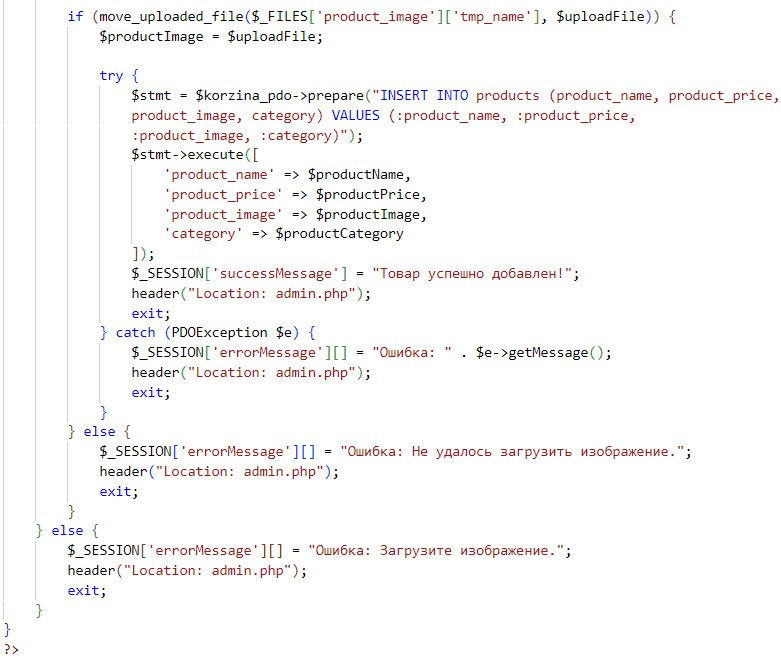 if (move_uploaded_file($_FILES['product_image']['tmp_name'], $uploadFile)) {
$productImage = $uploadFile;
try {
$stmt = $korzina_pdo->prepare("INSERT INTO products (product_name, product_price,
product_image, category) VALUES (:product_name, :product_price,
:product_image, :category)");
$stmt->execute([
'product_name' => $productName,
'product_price' => $productPrice,
'product_image' => $productImage,
'category' => $productCategory
]);
$_SESSION['successMessage'] = "Товар успешно добавлен!";
header("Location: admin.php");
exit;
} catch (PDOException $e) {
$_SESSION['errorMessage'][] = "Ошибка: " . $e->getMessage();
header("Location: admin.php");
exit;
}
} else {
$_SESSION['errorMessage'][] = "Ошибка: Не удалось загрузить изображение.";
header("Location: admin.php");
exit;
}
} else {
$_SESSION['errorMessage'][] = "Ошибка: Загрузите изображение.";
header("Location: admin.php");
exit;
}
}
?>